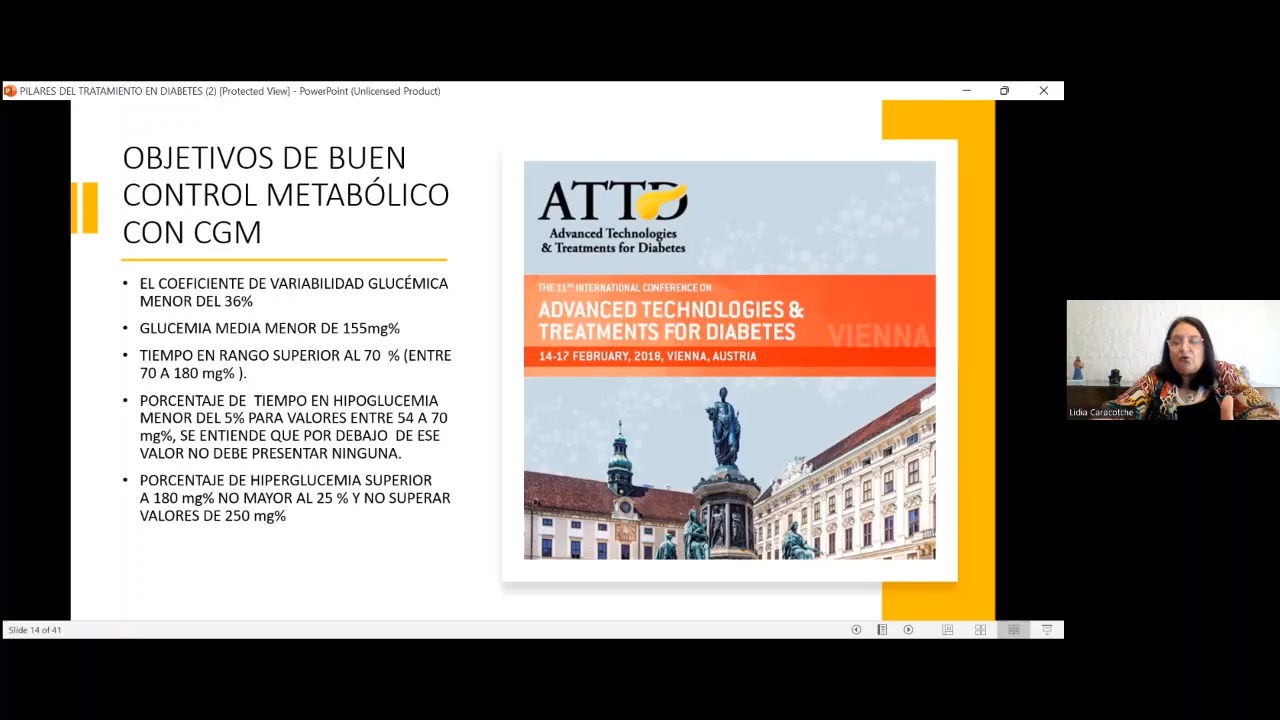 PILARES DEL TRATAMIENTO EN DIABETES (2) [Protected View] - PowerPoint (Unlicensed Product)
OBJETIVOS DE BUEN
CONTROL METABÓLICO
CON CGM
• EL COEFICIENTE DE VARIABILIDAD GLUCÉMICA
MENOR DEL 36%
• GLUCEMIA MEDIA MENOR DE 155mg%
• TIEMPO EN RANGO SUPERIOR AL 70 % (ENTRE
70 A 180 mg% ).
• PORCENTAJE DE TIEMPO EN HIPOGLUCEMIA
MENOR DEL 5% PARA VALORES ENTRE 54 A 70
mg%, SE ENTIENDE QUE POR DEBAJO DE ESE
VALOR NO DEBE PRESENTAR NINGUNA.
• PORCENTAJE DE HIPERGLUCEMIA SUPERIOR
A 180 mg% NO MAYOR AL 25 % Y NO SUPERAR
VALORES DE 250 mg%
ATTD
Advanced Technologies
& Treatments for Diabetes
THE 11TH INTERNATIONAL CONFERENCE ON
ADVANCED TECHNOLOGIES &
TREATMENTS FOR DIABETES
VIENNA
14-17 FEBRUARY, 2018, VIENNA, AUSTRIA
Lidia Caracotche
Slide 14 of 41